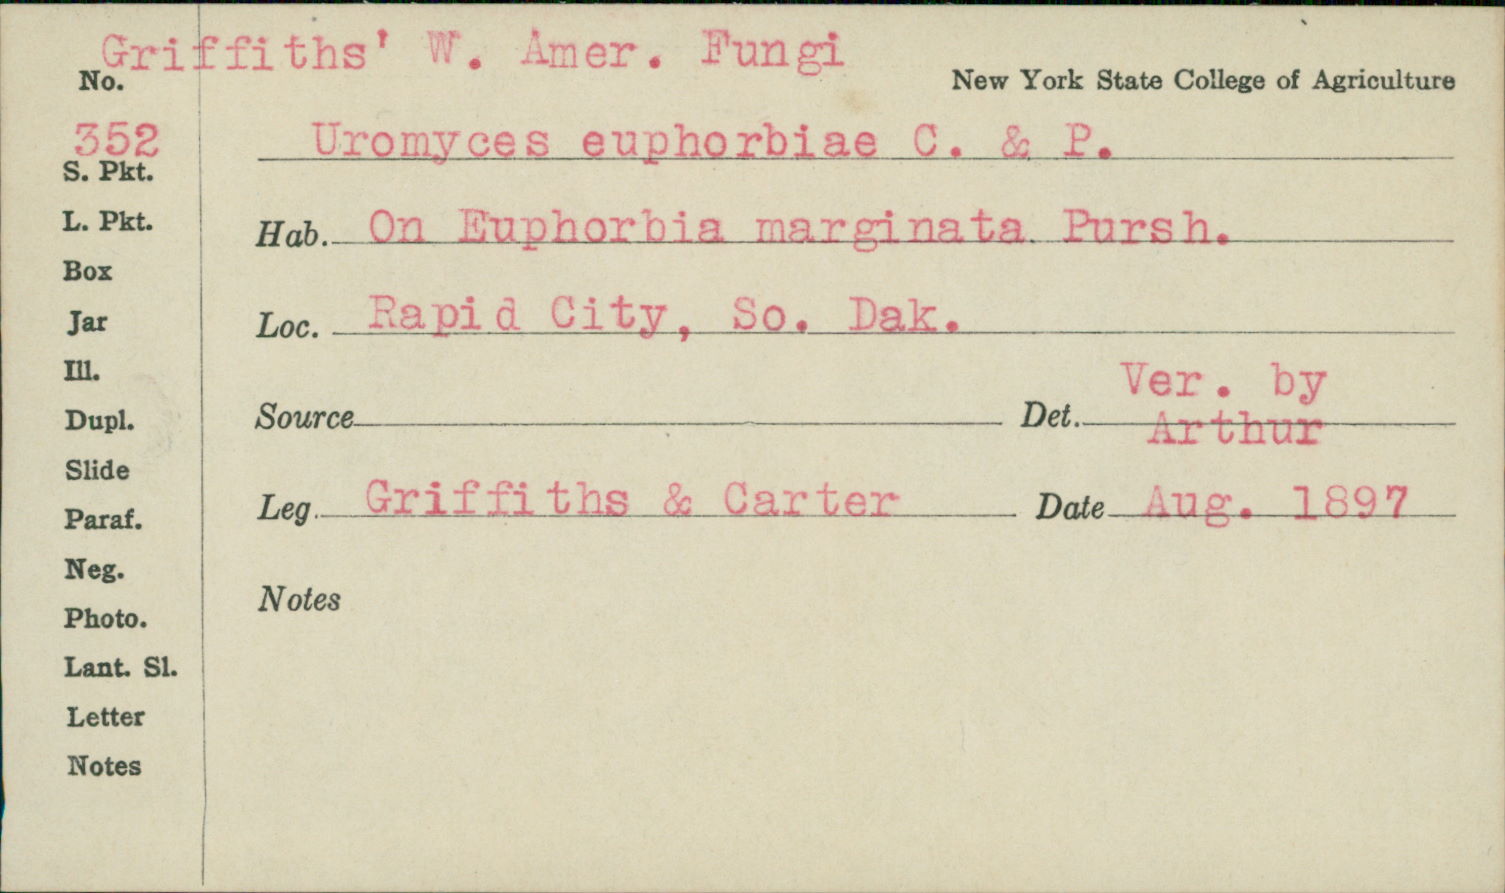 Griffiths' W. Amer. Fungi
No.
New York State College of Agriculture
352
Uromyces euphorbiae C. & P.
S. Pkt.
L. Pkt.
Hab. On Euphorbia marginata Pursh.
Box
Jar
Loc. Rapid City, So. Dak.
Ill.
Dupl.
Source
Det. Ver. by
Arthur
Slide
Leg. Griffiths & Carter
Date Aug. 1897
Paraf.
Neg.
Notes
Photo.
Lant. Sl.
Letter
Notes